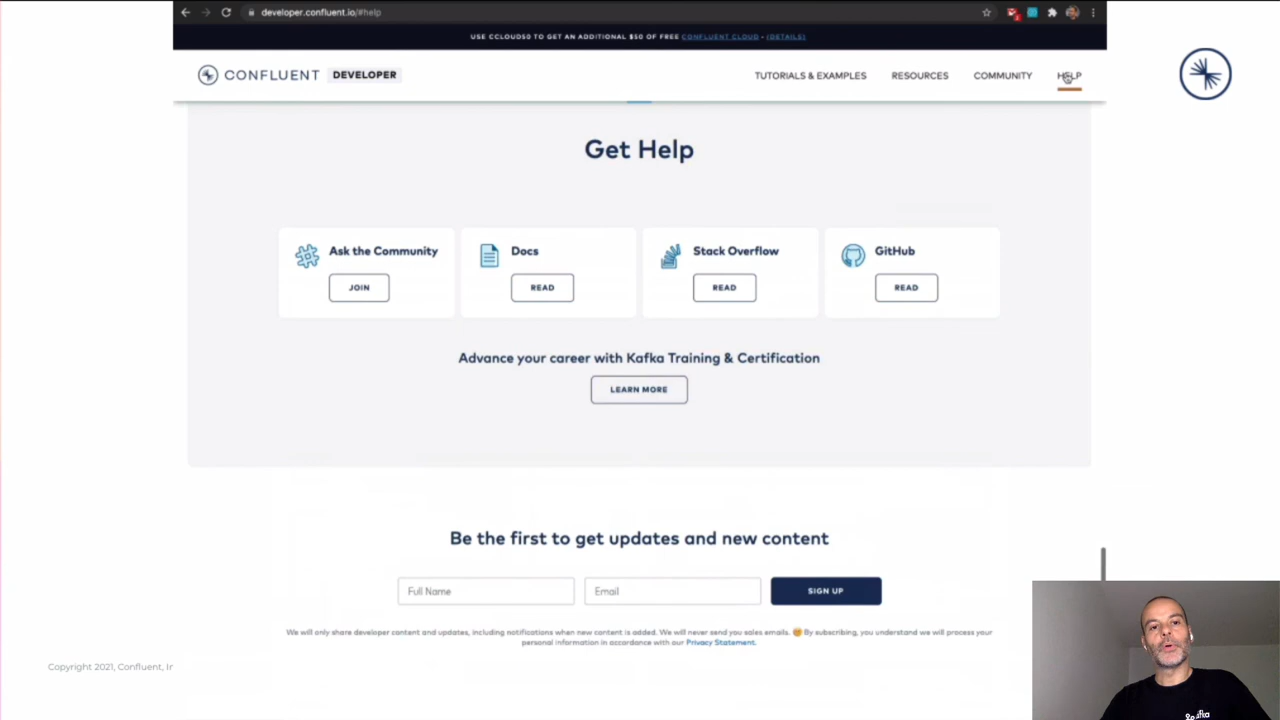 developer.confluent.io/#help
USE CCLOUD50 TO GET AN ADDITIONAL $50 OF FREE CONFLUENT CLOUD - (DETAILS)
CONFLUENT DEVELOPER
TUTORIALS & EXAMPLES RESOURCES COMMUNITY HELP
Get Help
Ask the Community
JOIN
Docs
READ
Stack Overflow
READ
GitHub
READ
Advance your career with Kafka Training & Certification
LEARN MORE
Be the first to get updates and new content
Full Name Email SIGN UP
We will only share developer content and updates, including notifications when new content is added. We will never send you sales emails. By subscribing, you understand we will process your
personal information in accordance with our Privacy Statement.
Copyright 2021, Confluent, In
kafka